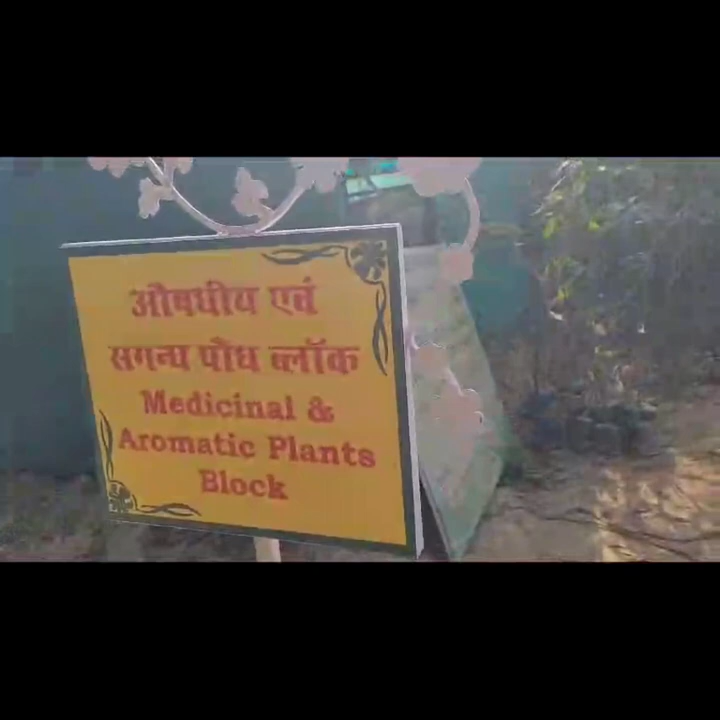 औषधीय एवं
सगन्ध पौध ब्लॉक
Medicinal &
Aromatic Plants
Block